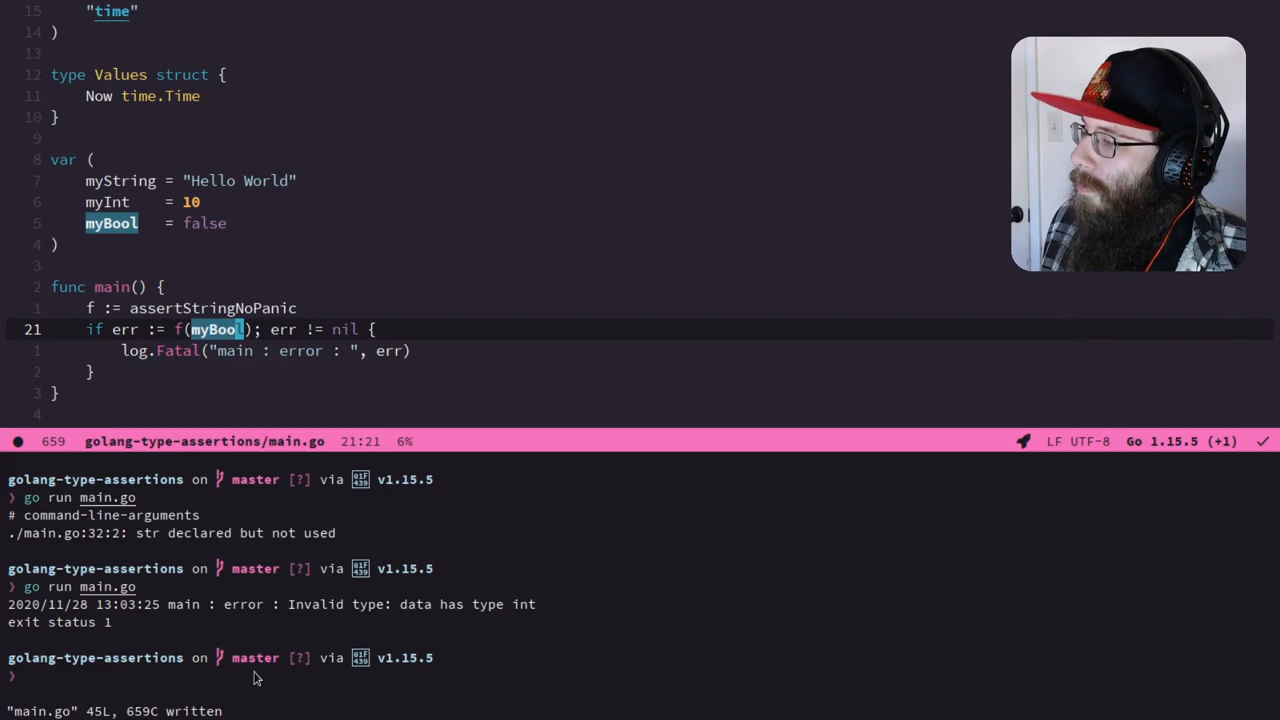 15 "time"
14 )
13
12 type Values struct {
11 Now time.Time
10 }
9
8 var (
7 myString = "Hello World"
6 myInt = 10
5 myBool = false
4 )
3
2 func main() {
1 f := assertStringNoPanic
21 if err := f(myBool); err != nil {
1 log.Fatal("main : error : ", err)
2 }
3 }
4
659 golang-type-assertions/main.go 21:21 6% LF UTF-8 Go 1.15.5 (+1)
golang-type-assertions on master [?] via 01F439 v1.15.5
❯ go run main.go
# command-line-arguments
./main.go:32:2: str declared but not used
golang-type-assertions on master [?] via 01F439 v1.15.5
❯ go run main.go
2020/11/28 13:03:25 main : error : Invalid type: data has type int
exit status 1
golang-type-assertions on master [?] via 01F439 v1.15.5
❯
"main.go" 45L, 659C written